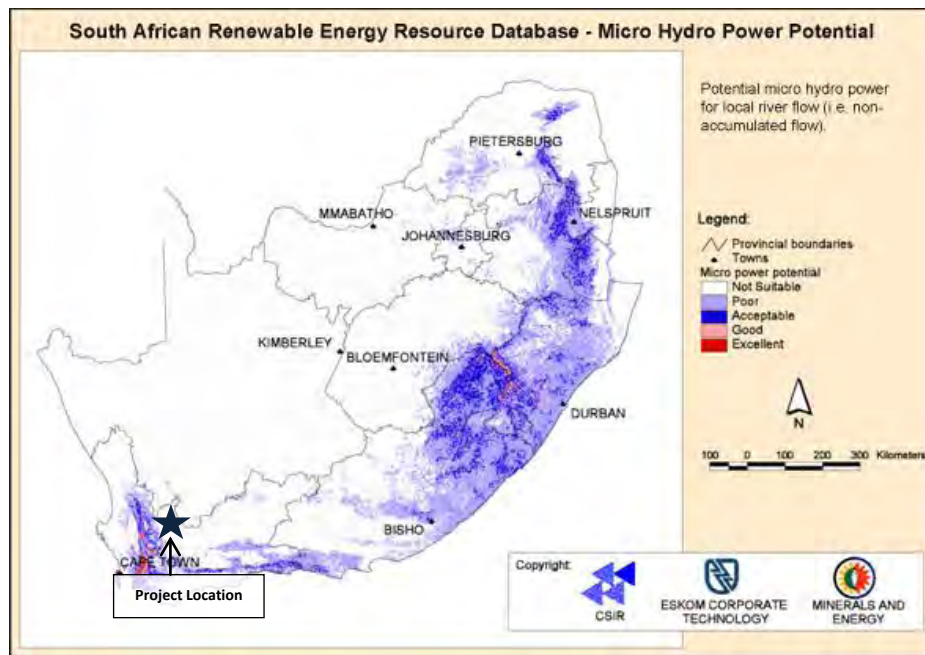 South African Renewable Energy Resource Database - Micro Hydro Power Potential
Potential micro hydro power
for local river flow (i.e. non-
accumulated flow).
PIETERSBURG
MMABATHO
NELSPRUIT
JOHANNESBURG
Legend:
Provincial boundaries
Towns
Micro power potential
Not Suitable
Poor
Acceptable
Good
Excellent
KIMBERLEY
BLOEMFONTEIN
DURBAN
N
100 0 100 200 300 Kilometers
BISHO
CAPE TOWN
Project Location
Copyright:
CSIR
ESKOM CORPORATE
TECHNOLOGY
MINERALS AND
ENERGY